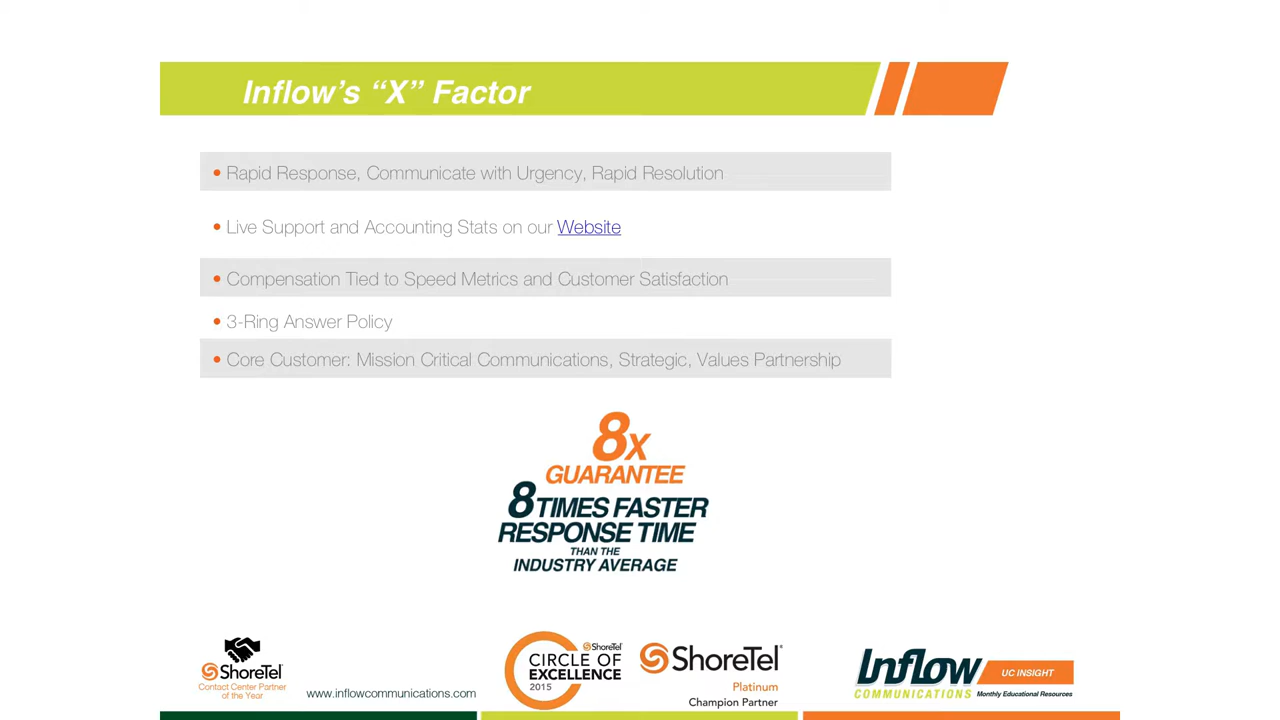 Inflow's “X” Factor
• Rapid Response, Communicate with Urgency, Rapid Resolution
• Live Support and Accounting Stats on our Website
• Compensation Tied to Speed Metrics and Customer Satisfaction
• 3-Ring Answer Policy
• Core Customer: Mission Critical Communications, Strategic, Values Partnership
8x
GUARANTEE
8 TIMES FASTER
RESPONSE TIME
THAN THE
INDUSTRY AVERAGE
ShoreTel
Contact Center Partner
of the Year
www.inflowcommunications.com
ShoreTel
CIRCLE OF
EXCELLENCE
2015
ShoreTel
Platinum
Champion Partner
Inflow
COMMUNICATIONS
UC INSIGHT
Monthly Educational Resources